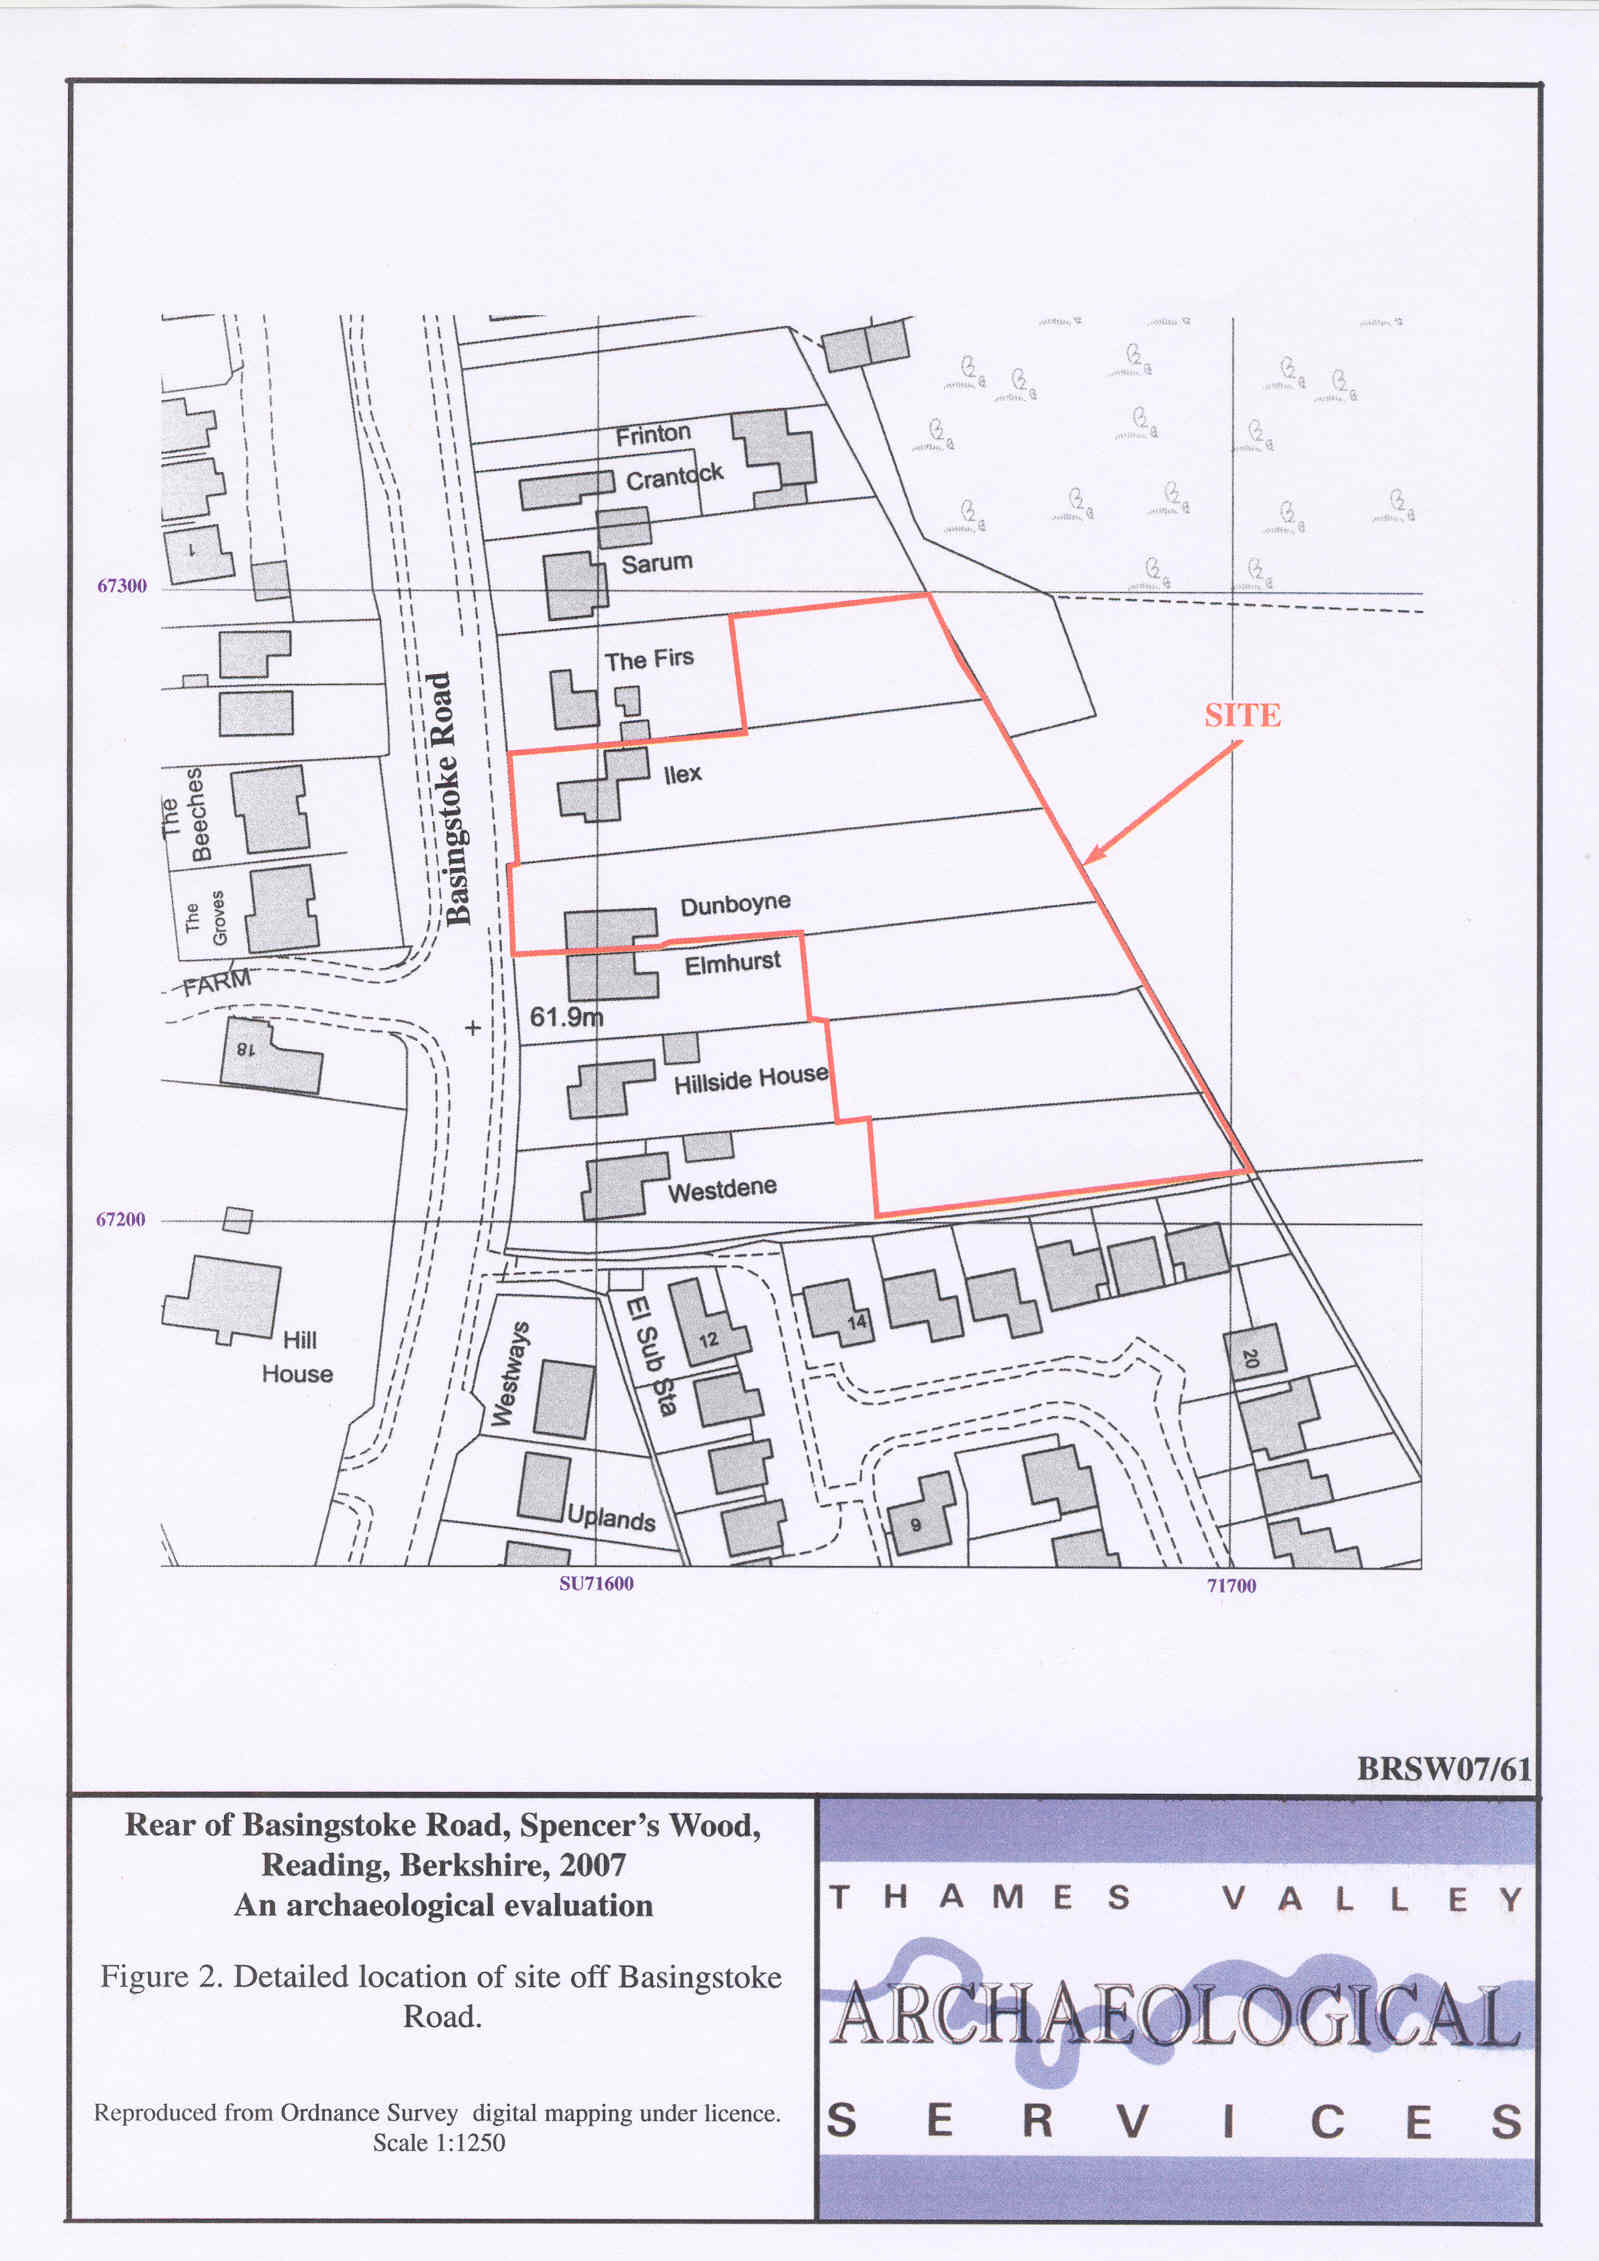 Frinton
Crantock
1
Sarum
67300
The Firs
Basingstoke Road
SITE
Ilex
The
Beeches
Dunboyne
The
Groves
Elmhurst
FARM
61.9m
18
Hillside House
Westdene
67200
Hill
House
Westways
El Sub Sta
12
14
20
Uplands
9
SU71600
71700
BRSW07/61
Rear of Basingstoke Road, Spencer's Wood,
Reading, Berkshire, 2007
An archaeological evaluation
Figure 2. Detailed location of site off Basingstoke
Road.
Reproduced from Ordnance Survey digital mapping under licence.
Scale 1:1250
THAMES VALLEY
ARCHAEOLOGICAL
SERVICES